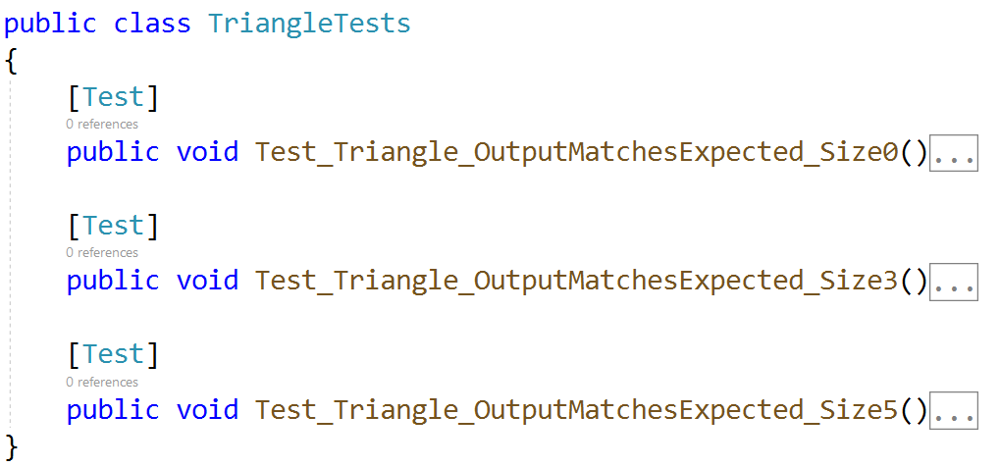 public class TriangleTests
{
[Test]
0 references
public void Test_Triangle_OutputMatchesExpected_Size0()...
[Test]
0 references
public void Test_Triangle_OutputMatchesExpected_Size3()...
[Test]
0 references
public void Test_Triangle_OutputMatchesExpected_Size5()...
}